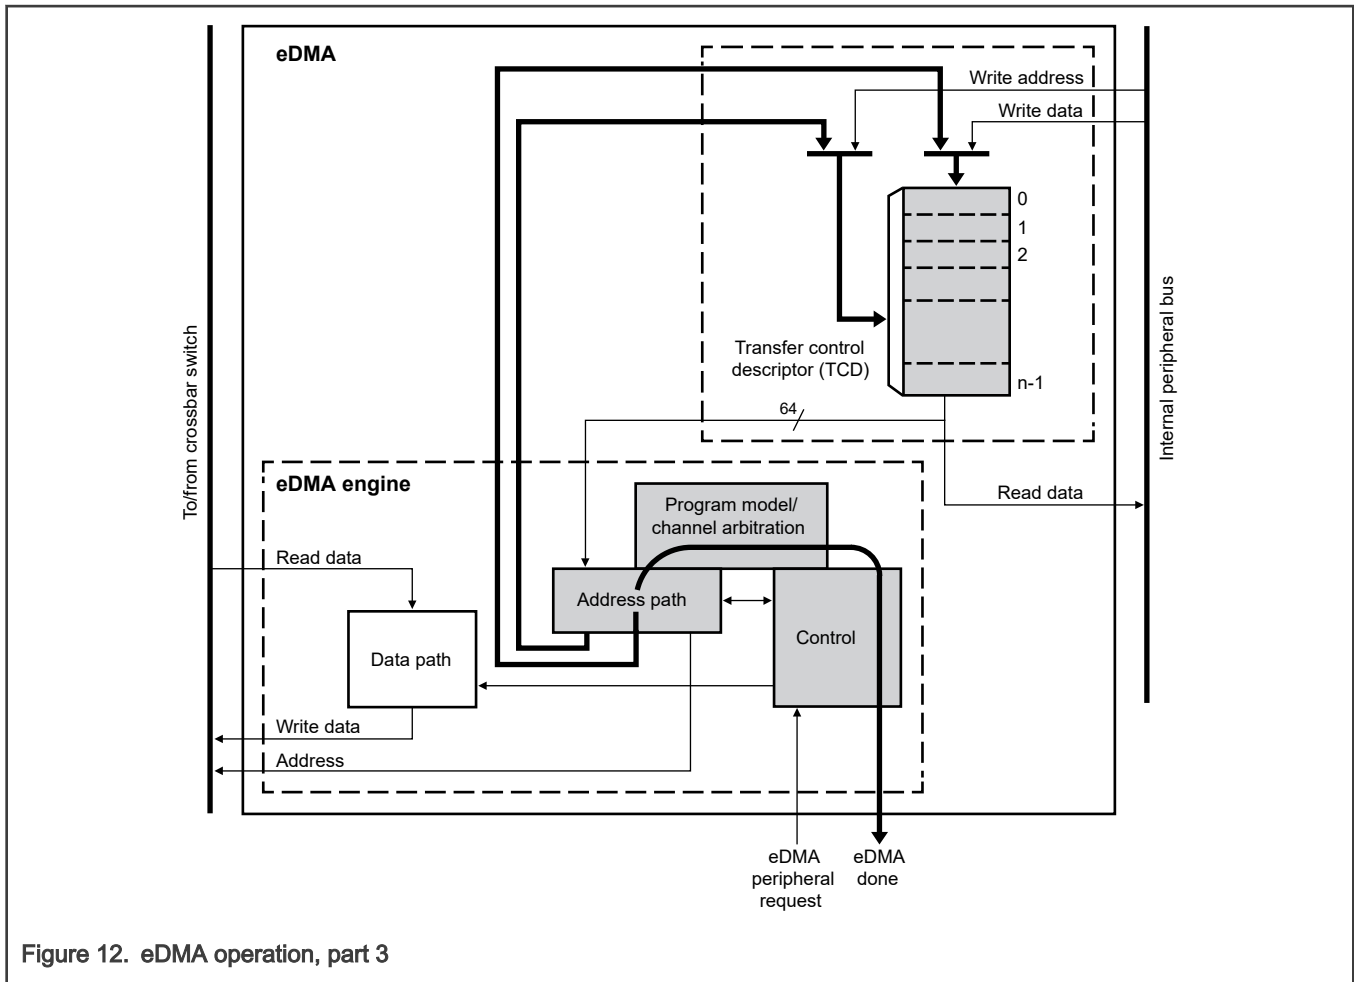 eDMA
Write address
Write data
0
1
2
Transfer control
descriptor (TCD)
n-1
64
To/from crossbar switch
Internal peripheral bus
eDMA engine
Program model/
channel arbitration
Read data
Read data
Address path
Control
Data path
Write data
Address
eDMA
peripheral
request
eDMA
done
Figure 12. eDMA operation, part 3